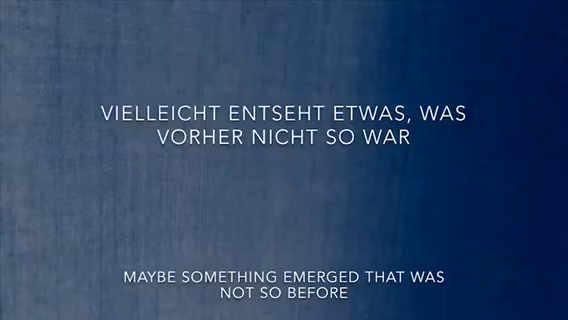 VIELLEICHT ENTSEHT ETWAS, WAS
VORHER NICHT SO WAR
MAYBE SOMETHING EMERGED THAT WAS
NOT SO BEFORE